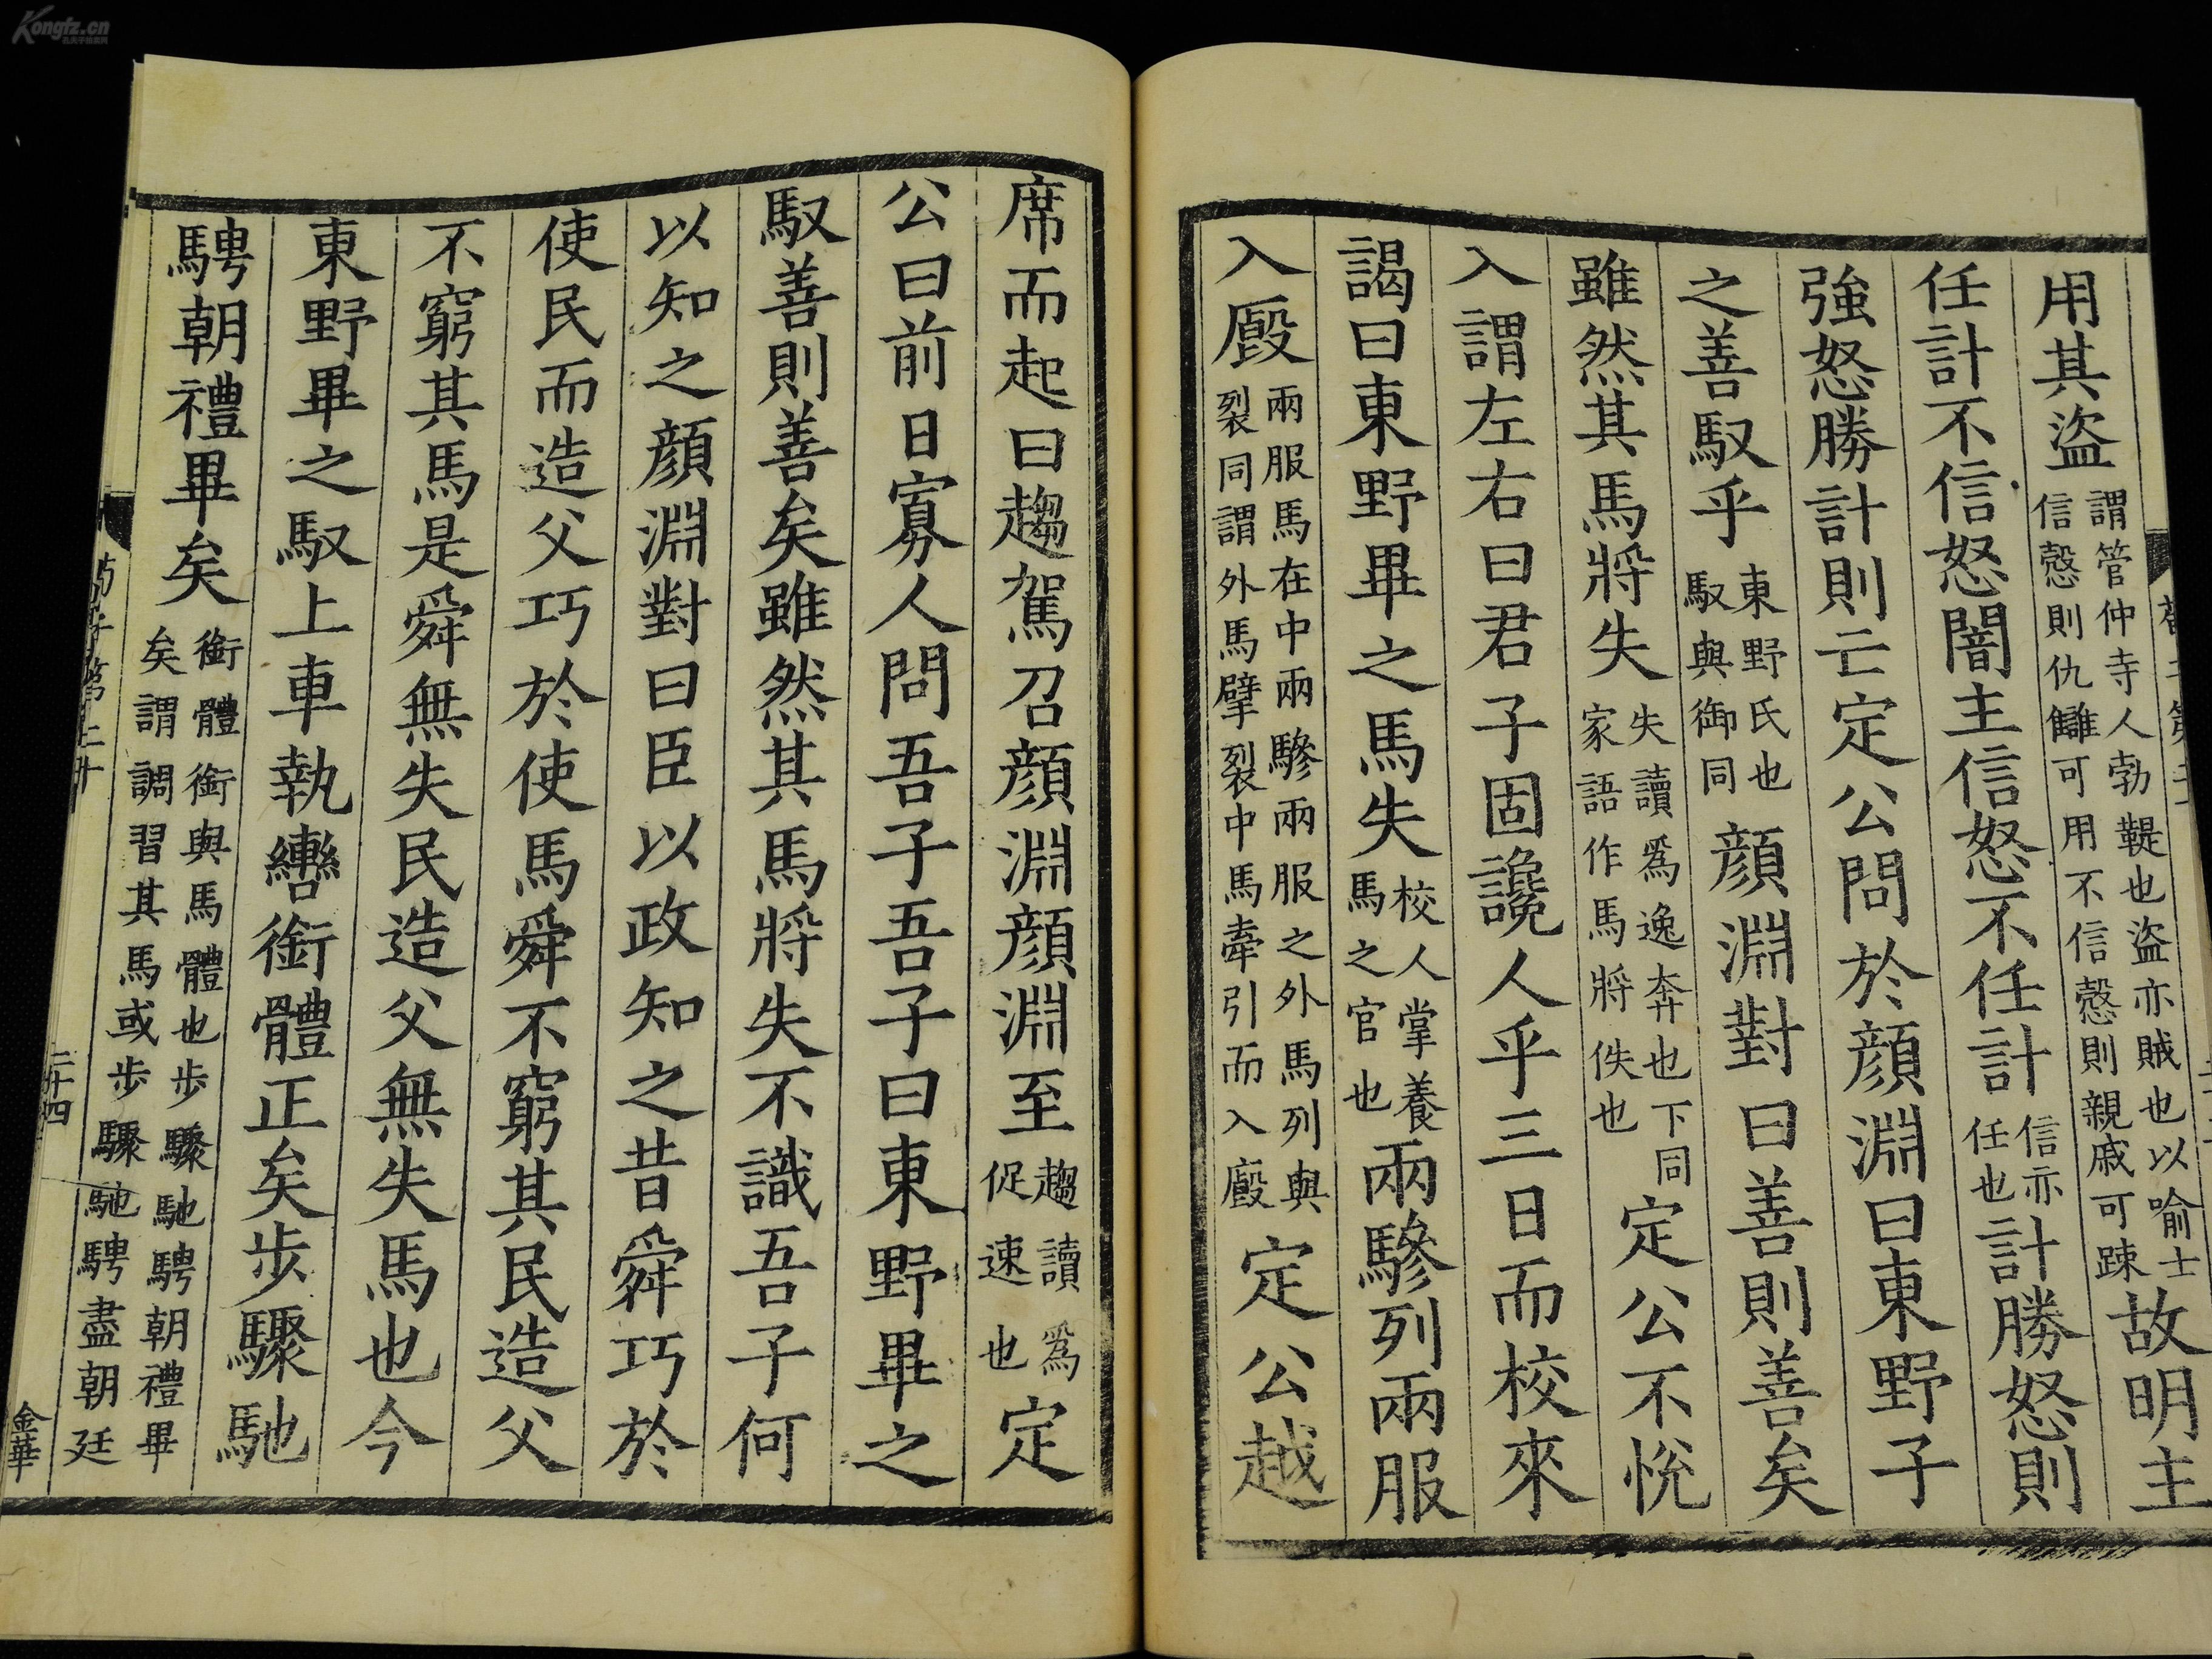 Kongfz.cn
用其盜謂管仲寺人勃鞮也盜亦賊也以喻士信愨則仇讎可用不信愨則親戚可踈故明主
任計不信怒闇主信怒不任計信亦任也計勝怒則
強怒勝計則亡定公問於顔淵曰東野子
之善馭乎東野氏也馭與御同顔淵對曰善則善矣
雖然其馬將失失讀爲逸奔也下同家語作馬將佚也定公不悅
入謂左右曰君子固讒人乎三日而校來
謁曰東野畢之馬失校人掌養馬之官也兩驂列兩服
入廄兩服馬在中兩驂兩服之外馬列與裂同謂外馬擘裂中馬牽引而入廄定公越
席而起曰趨駕召顔淵顔淵至趨讀爲促速也定
公曰前日寡人問吾子吾子曰東野畢之
馭善則善矣雖然其馬將失不識吾子何
以知之顔淵對曰臣以政知之昔舜巧於
使民而造父巧於使馬舜不窮其民造父
不窮其馬是舜無失民造父無失馬也今
東野畢之馭上車執轡銜體正矣步驟馳
騁朝禮畢矣銜體銜與馬體也步驟馳騁朝禮畢矣謂調習其馬或步驟馳騁盡朝廷
荀子第二十
二十四
金華